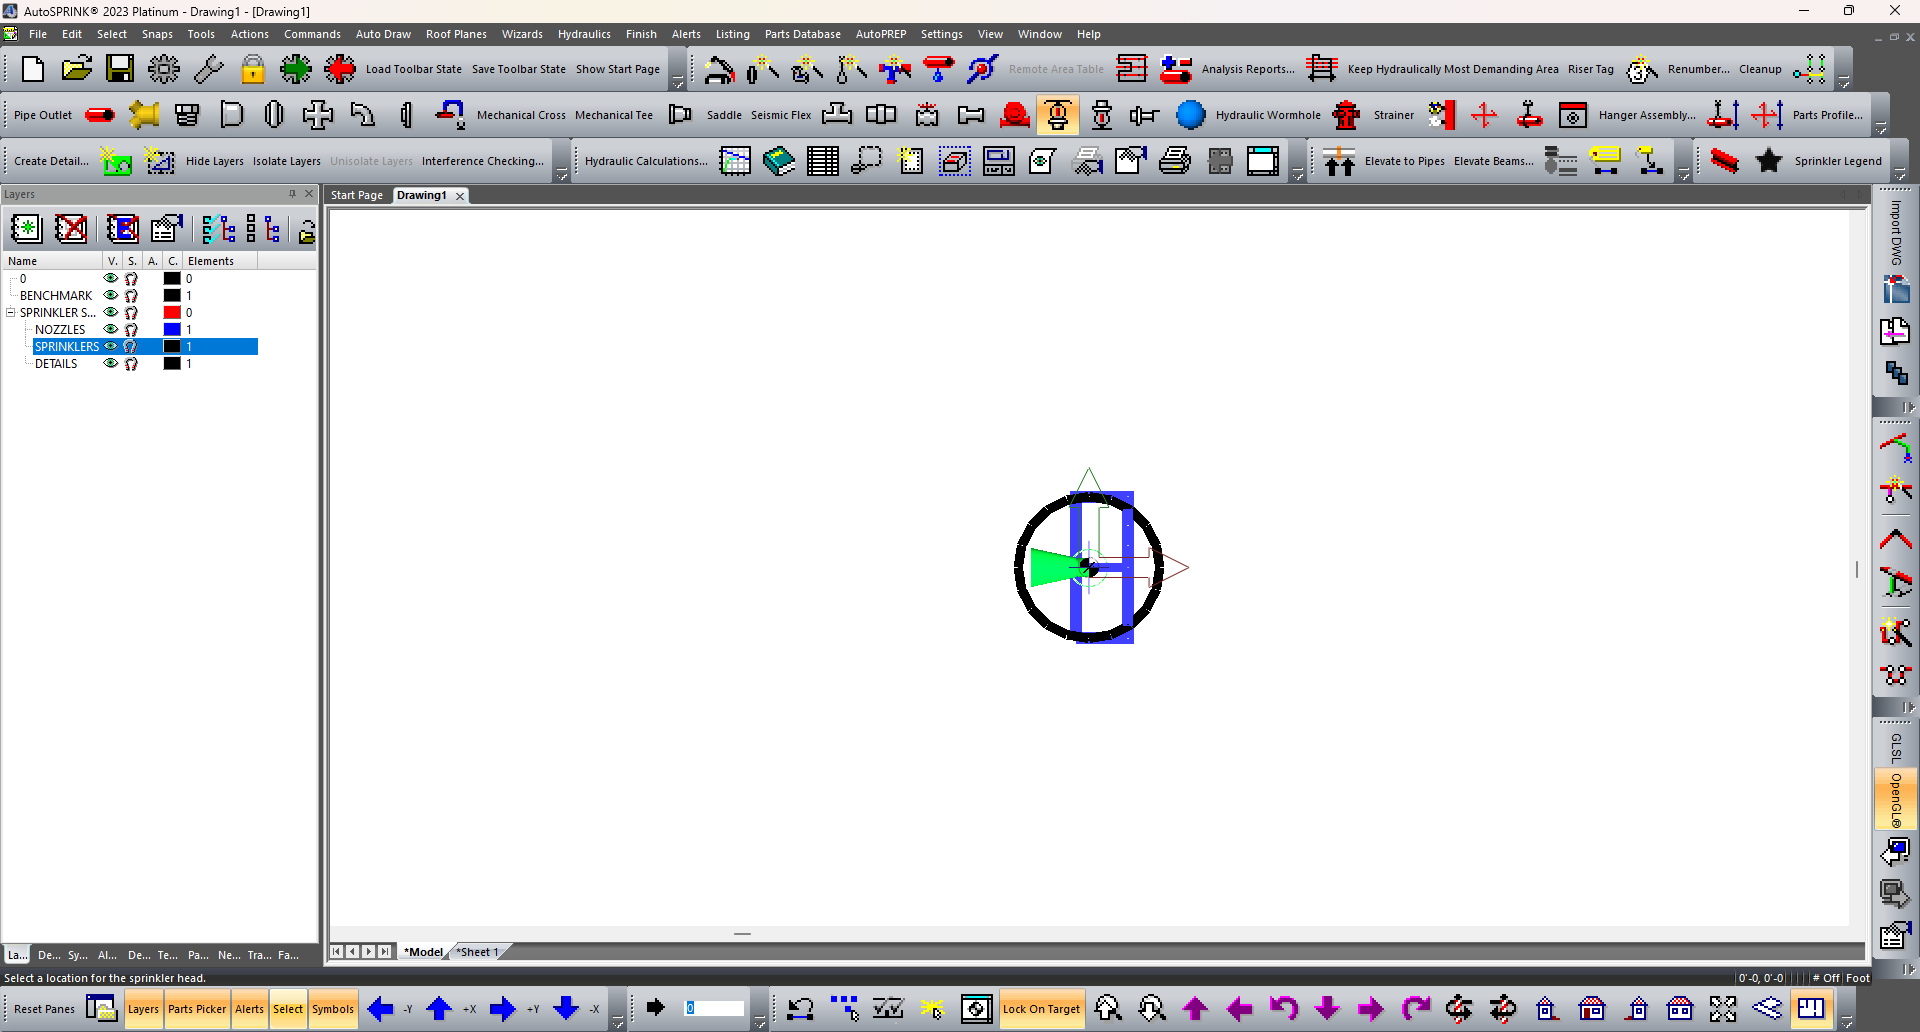 AutoSPRINK® 2023 Platinum - Drawing1 - [Drawing1]
File Edit Select Snaps Tools Actions Commands Auto Draw Roof Planes Wizards Hydraulics Finish Alerts Listing Parts Database AutoPREP Settings View Window Help
Load Toolbar State Save Toolbar State Show Start Page Remote Area Table Analysis Reports... Keep Hydraulically Most Demanding Area Riser Tag Renumber... Cleanup
Pipe Outlet Mechanical Cross Mechanical Tee Saddle Seismic Flex Hydraulic Wormhole Strainer Hanger Assembly... Parts Profile...
Create Detail... Hide Layers Isolate Layers Unisolate Layers Interference Checking... Hydraulic Calculations... Elevate to Pipes Elevate Beams... Sprinkler Legend
Layers
Start Page Drawing1
Name V. S. A. C. Elements
0 0
BENCHMARK 1
SPRINKLER S... 0
NOZZLES 1
SPRINKLERS 1
DETAILS 1
Import DWG
GLSL
OpenGL®
La... De... Sy... Al... De... Te... Pa... Ne... Tra... Fa...
*Model *Sheet 1
Select a location for the sprinkler head.
0'-0, 0'-0 # Off Foot
Reset Panes Layers Parts Picker Alerts Select Symbols -Y +X +Y -X 0 Lock On Target